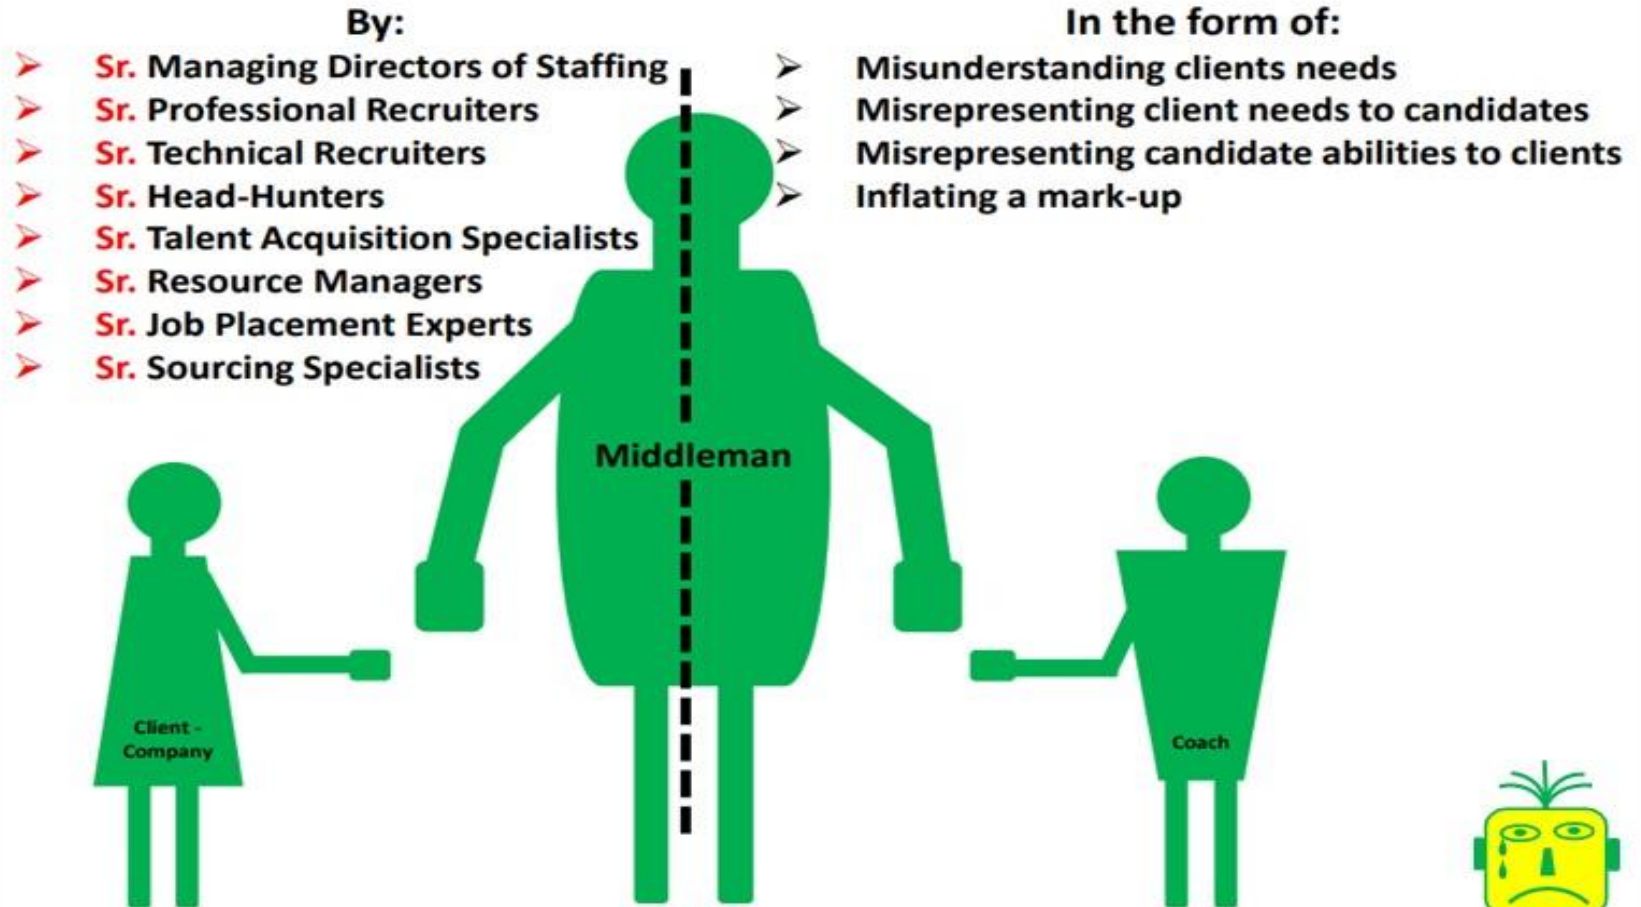 By:
➢ Sr. Managing Directors of Staffing
➢ Sr. Professional Recruiters
➢ Sr. Technical Recruiters
➢ Sr. Head-Hunters
➢ Sr. Talent Acquisition Specialists
➢ Sr. Resource Managers
➢ Sr. Job Placement Experts
➢ Sr. Sourcing Specialists
In the form of:
➢ Misunderstanding clients needs
➢ Misrepresenting client needs to candidates
➢ Misrepresenting candidate abilities to clients
➢ Inflating a mark-up
Middleman
Client -
Company
Coach